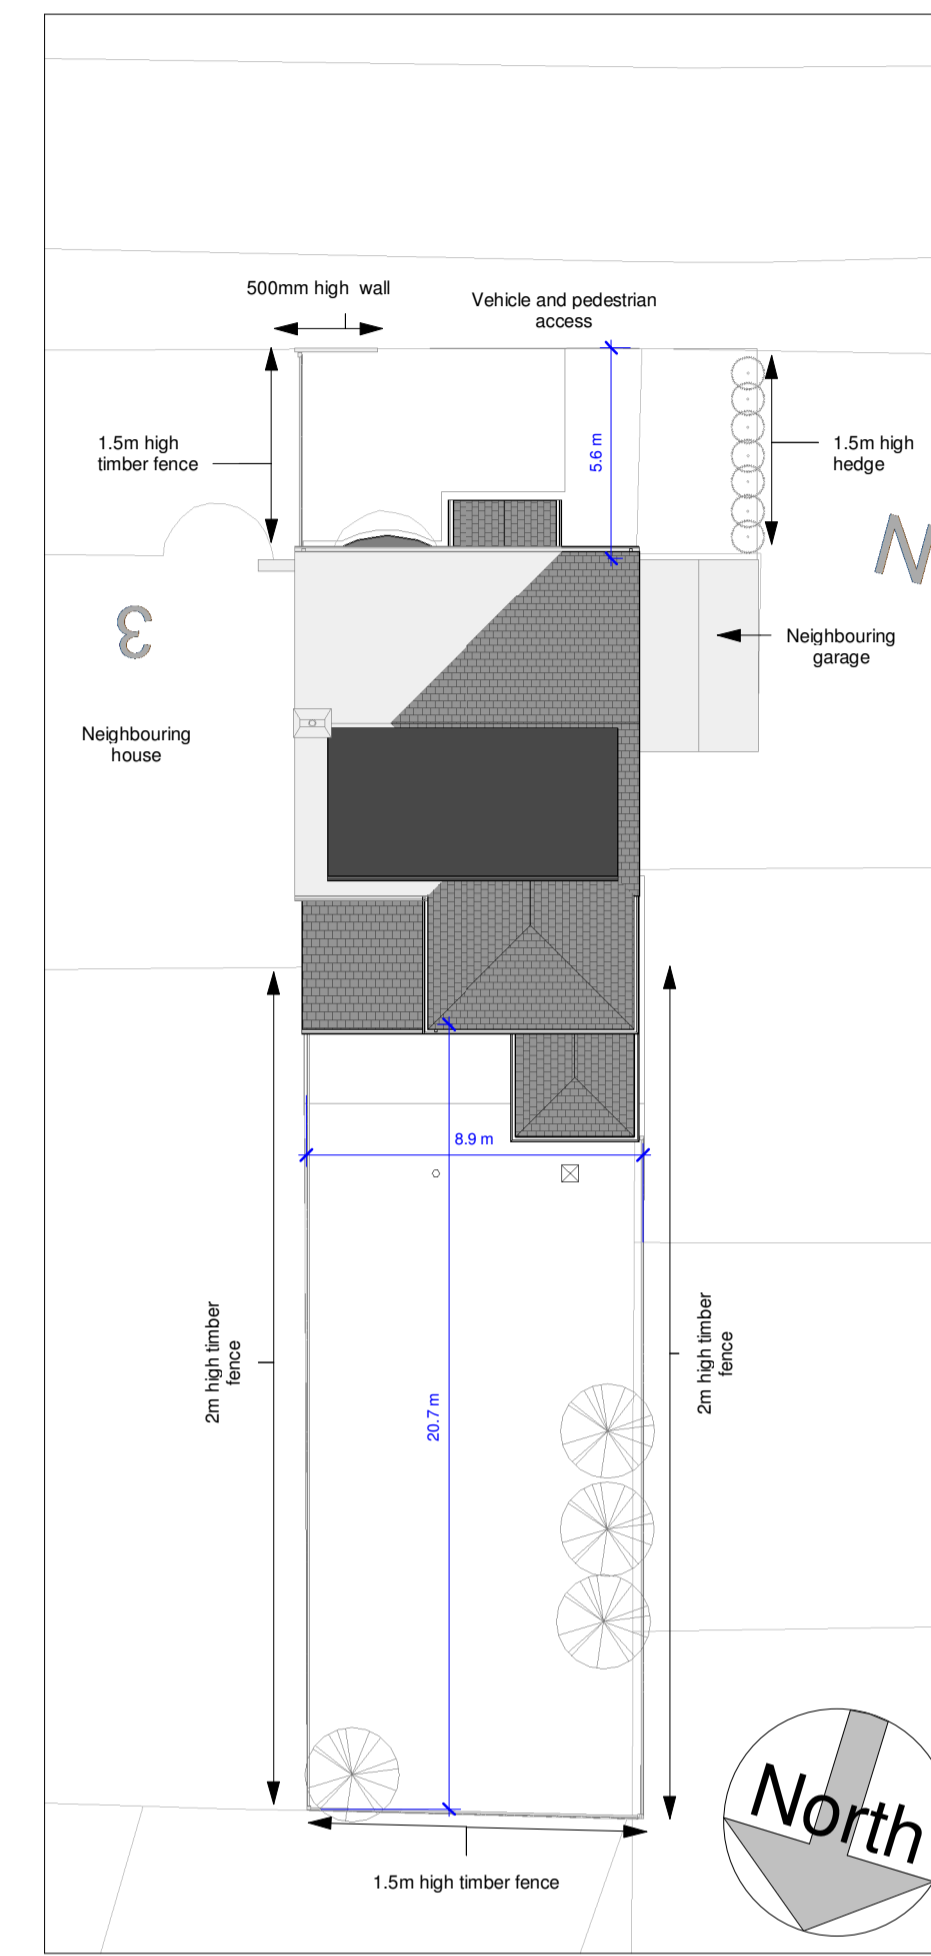 500mm high wall
Vehicle and pedestrian
access
1.5m high
timber fence
5.6 m
1.5m high
hedge
N
3
Neighbouring
garage
Neighbouring
house
8.9 m
2m high timber
fence
2m high timber
fence
20.7 m
North
1.5m high timber fence